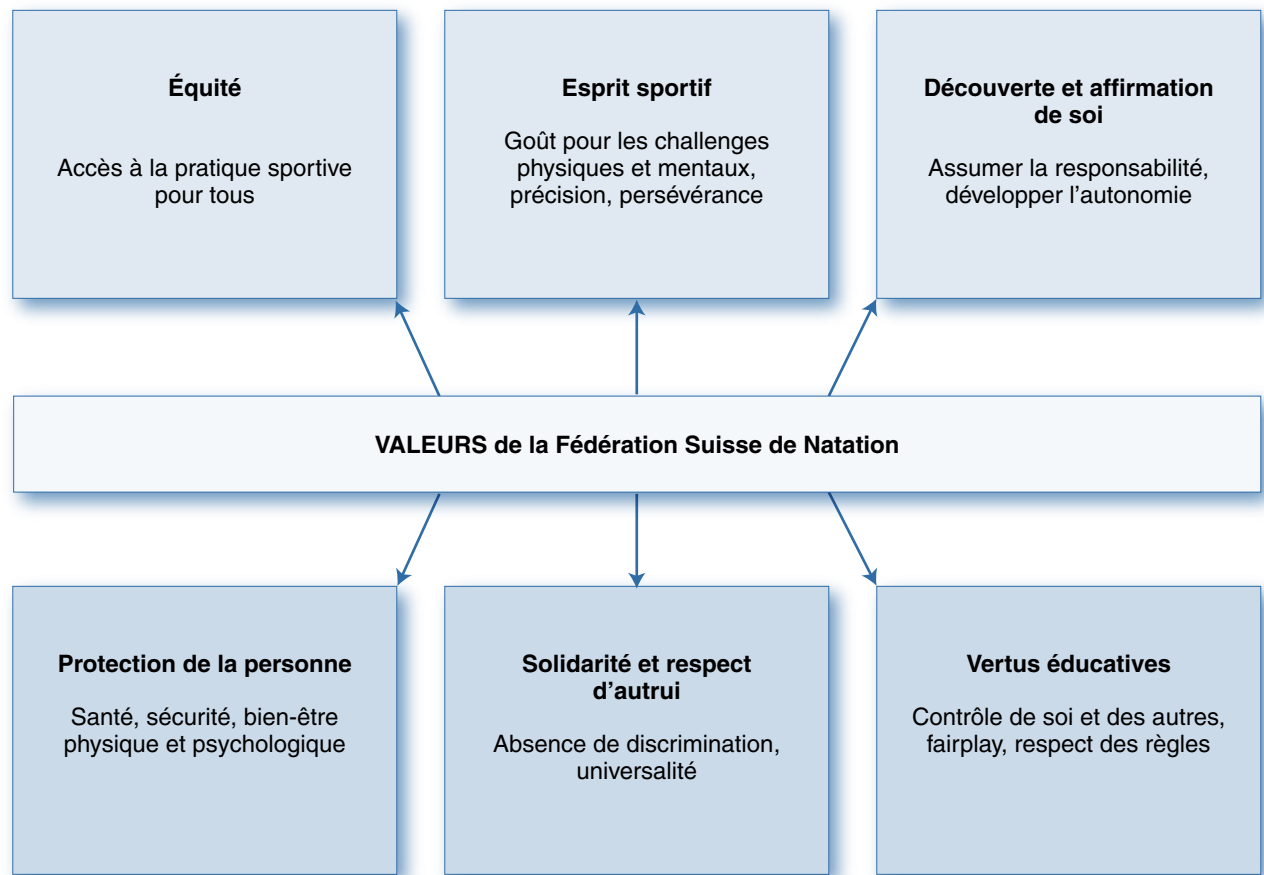 Équité
Accès à la pratique sportive
pour tous
Esprit sportif
Goût pour les challenges
physiques et mentaux,
précision, persévérance
Découverte et affirmation
de soi
Assumer la responsabilité,
développer l’autonomie
VALEURS de la Fédération Suisse de Natation
Protection de la personne
Santé, sécurité, bien-être
physique et psychologique
Solidarité et respect
d’autrui
Absence de discrimination,
universalité
Vertus éducatives
Contrôle de soi et des autres,
fairplay, respect des règles